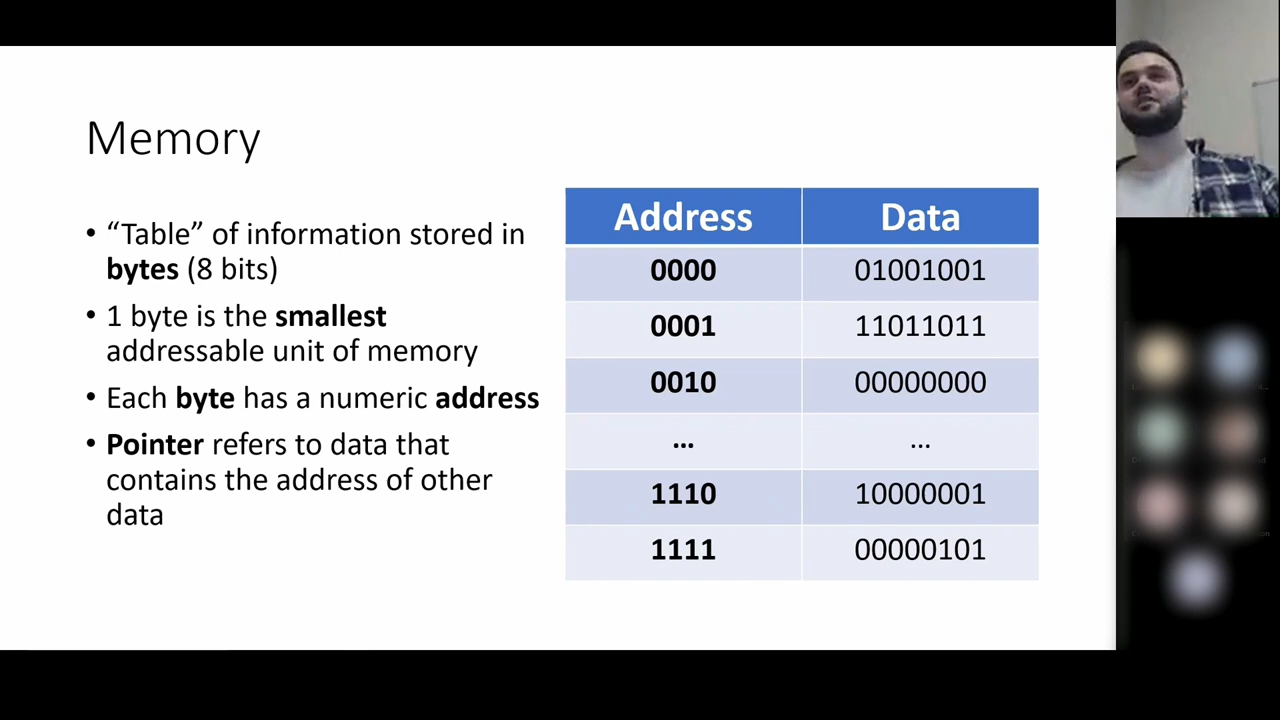 Memory
• “Table” of information stored in
bytes (8 bits)
• 1 byte is the smallest
addressable unit of memory
• Each byte has a numeric address
• Pointer refers to data that
contains the address of other
data
Address Data
0000 01001001
0001 11011011
0010 00000000
... ...
1110 10000001
1111 00000101